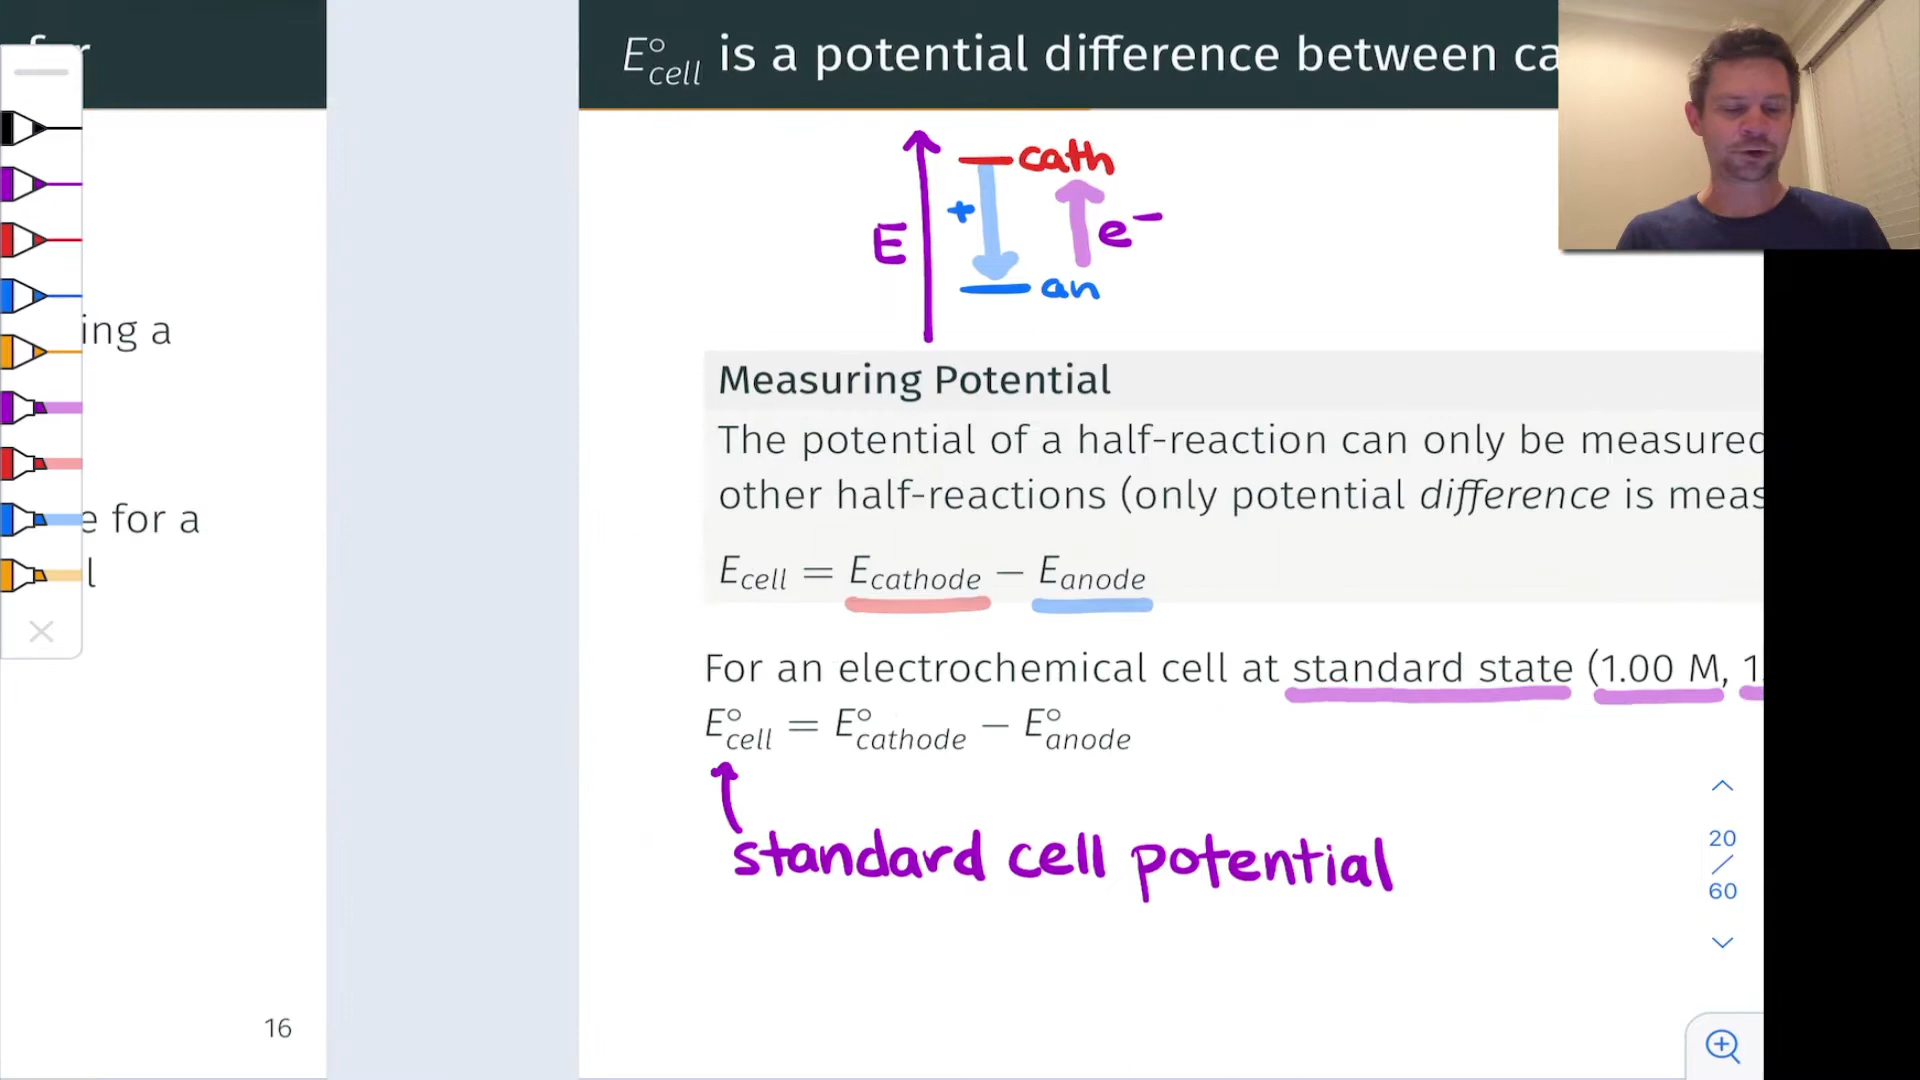 ing a
e for a
l
16
E°cell is a potential difference between ca
E
cath
+
e⁻
an
Measuring Potential
The potential of a half-reaction can only be measured
other half-reactions (only potential difference is meas
Ecell = Ecathode − Eanode
For an electrochemical cell at standard state (1.00 M, 1
E°cell = E°cathode − E°anode
standard cell potential
20
/
60